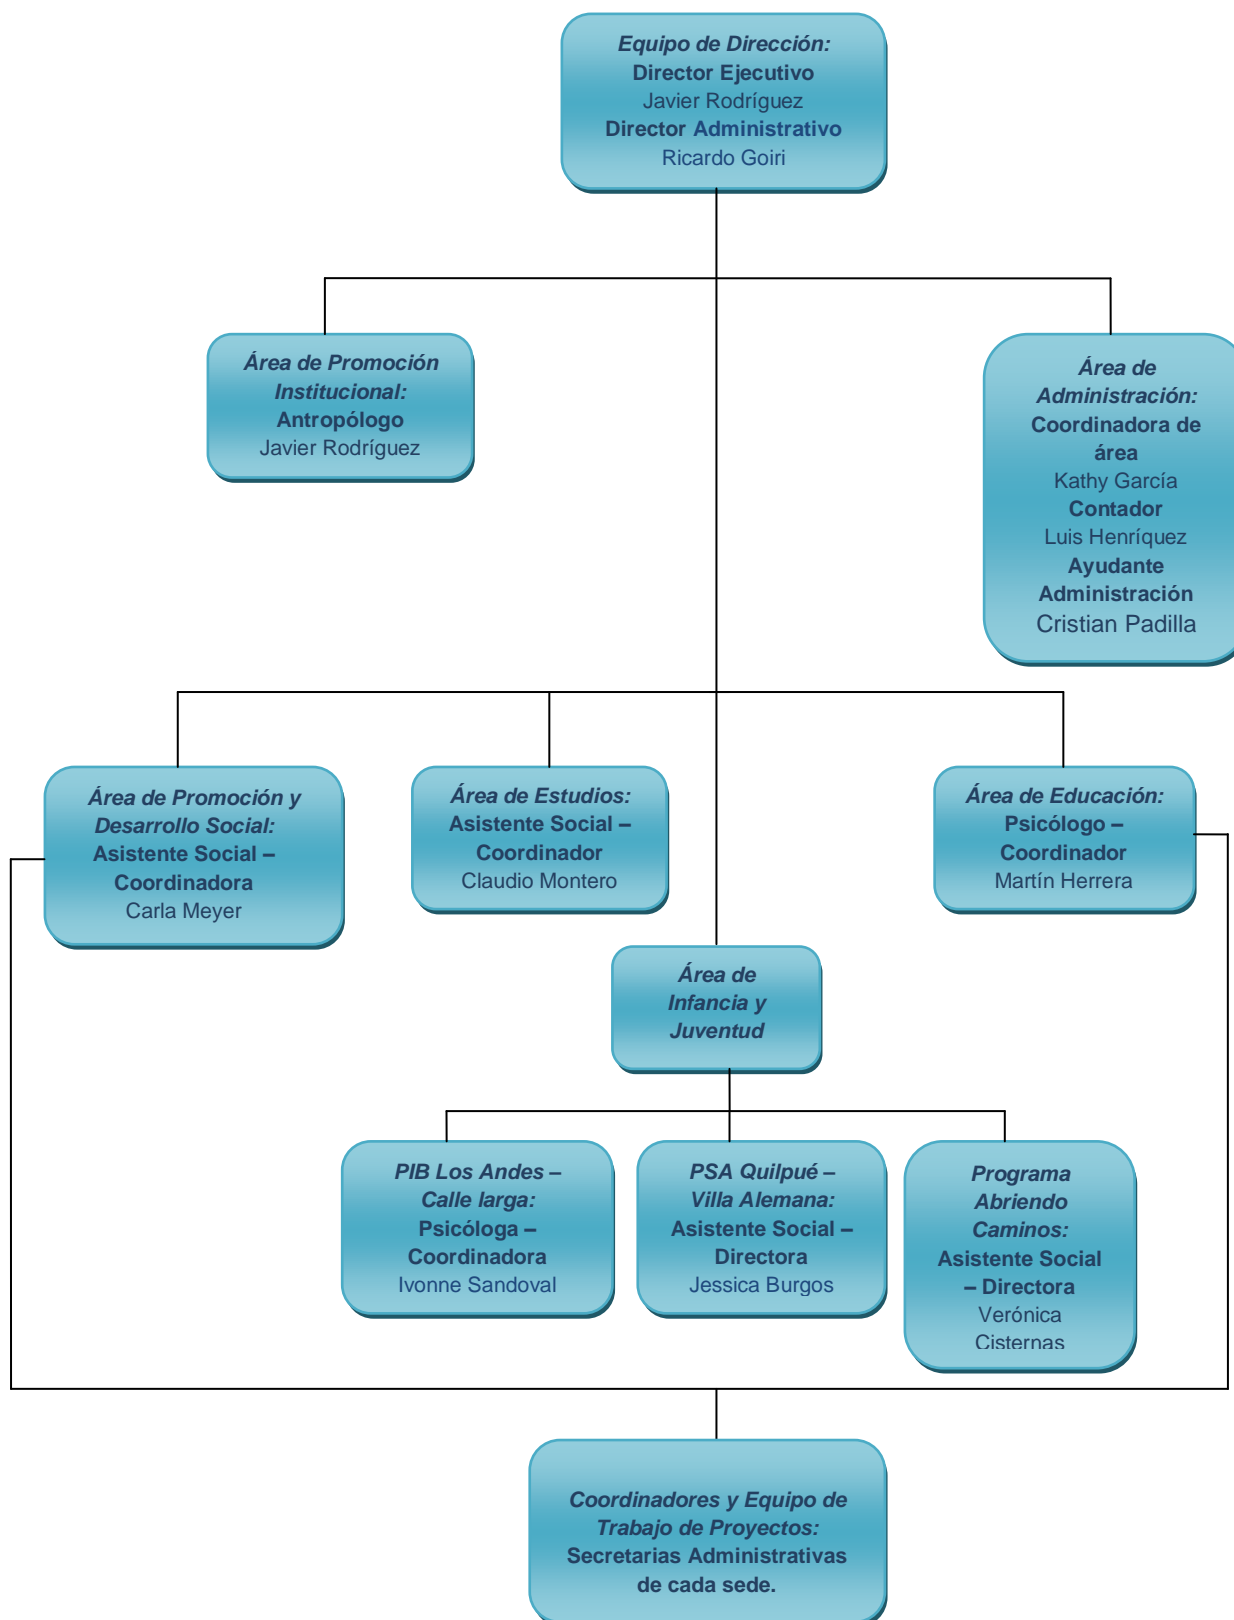 Equipo de Dirección:
Director Ejecutivo
Javier Rodríguez
Director Administrativo
Ricardo Goiri
Área de Promoción
Institucional:
Antropólogo
Javier Rodríguez
Área de
Administración:
Coordinadora de
área
Kathy García
Contador
Luis Henríquez
Ayudante
Administración
Cristian Padilla
Área de Promoción y
Desarrollo Social:
Asistente Social –
Coordinadora
Carla Meyer
Área de Estudios:
Asistente Social –
Coordinador
Claudio Montero
Área de Educación:
Psicólogo –
Coordinador
Martín Herrera
Área de
Infancia y
Juventud
PIB Los Andes –
Calle larga:
Psicóloga –
Coordinadora
Ivonne Sandoval
PSA Quilpué –
Villa Alemana:
Asistente Social –
Directora
Jessica Burgos
Programa
Abriendo
Caminos:
Asistente Social
– Directora
Verónica
Cisternas
Coordinadores y Equipo de
Trabajo de Proyectos:
Secretarias Administrativas
de cada sede.